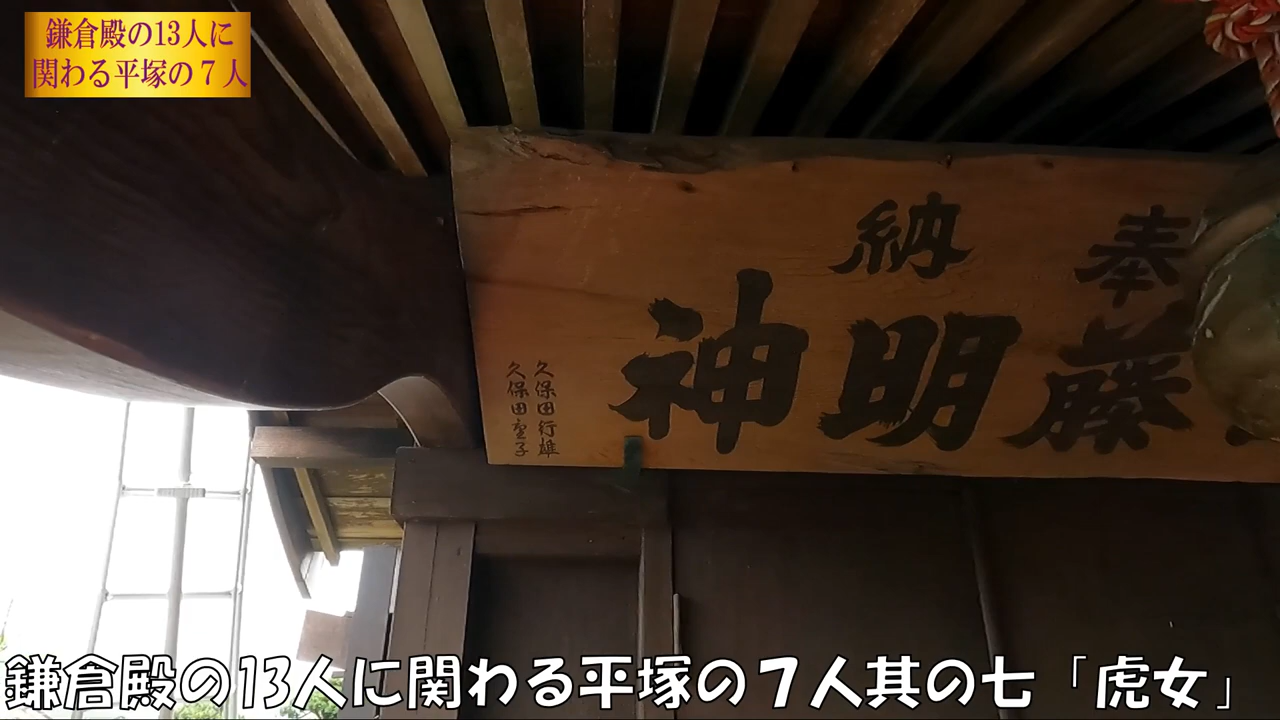 鎌倉殿の13人に
関わる平塚の７人
奉納
藤明神
久保田行雄
久保田重子
鎌倉殿の13人に関わる平塚の７人其の七「虎女」